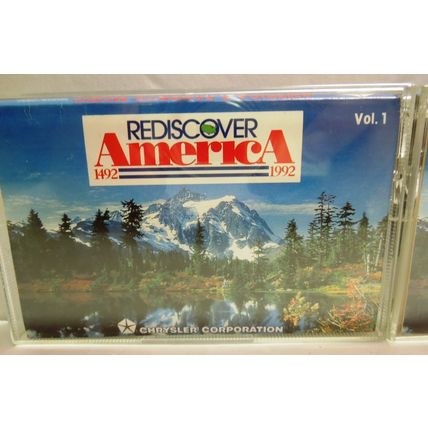 REDISCOVER
AmericA
1492 1992
Vol. 1
CHRYSLER CORPORATION